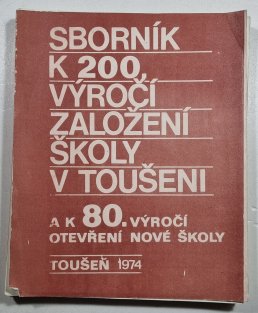 SBORNÍK
K 200.
VÝROČÍ
ZALOŽENÍ
ŠKOLY
V TOUŠENI
A K 80. VÝROČÍ
OTEVŘENÍ NOVÉ ŠKOLY
TOUŠEŇ 1974